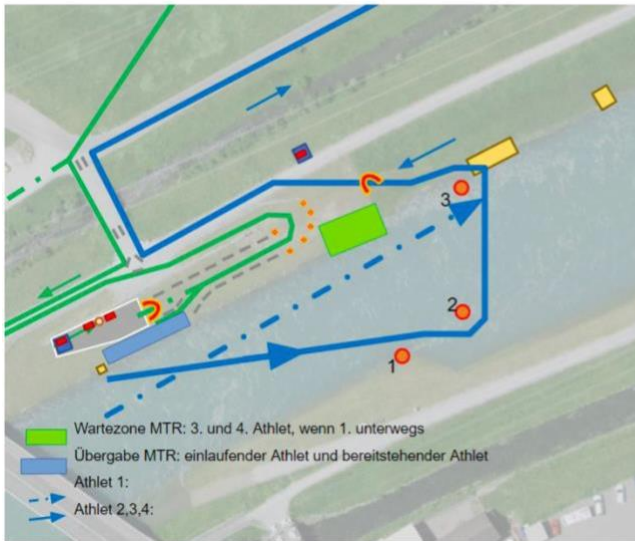 3
2
1
Wartezone MTR: 3. und 4. Athlet, wenn 1. unterwegs
Übergabe MTR: einlaufender Athlet und bereitstehender Athlet
Athlet 1:
Athlet 2,3,4: